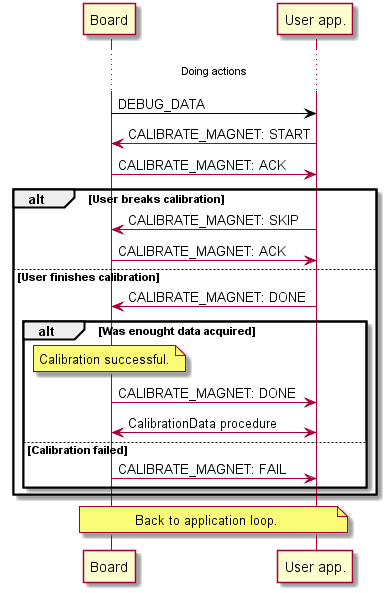 Board User app.
Doing actions
DEBUG_DATA
CALIBRATE_MAGNET: START
CALIBRATE_MAGNET: ACK
alt [User breaks calibration]
CALIBRATE_MAGNET: SKIP
CALIBRATE_MAGNET: ACK
[User finishes calibration]
CALIBRATE_MAGNET: DONE
alt [Was enought data acquired]
Calibration successful.
CALIBRATE_MAGNET: DONE
CalibrationData procedure
[Calibration failed]
CALIBRATE_MAGNET: FAIL
Back to application loop.
Board User app.